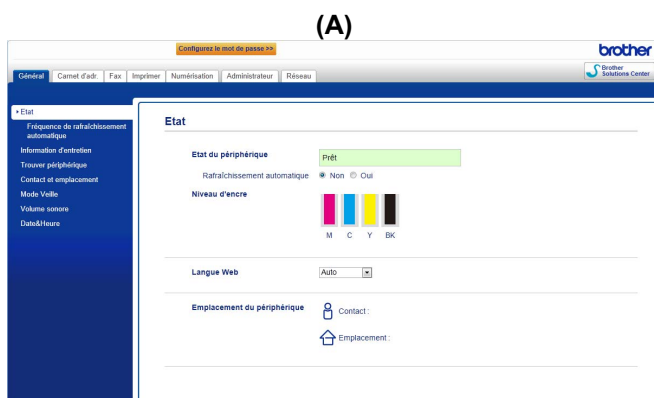 (A)
Configurez le mot de passe >>
brother
Général Carnet d'adr. Fax Imprimer Numérisation Administrateur Réseau
Brother
Solutions Center
Etat
Fréquence de rafraîchissement
automatique
Information d'entretien
Trouver périphérique
Contact et emplacement
Mode Veille
Volume sonore
Date&Heure
Etat
Etat du périphérique Prêt
Rafraîchissement automatique Non Oui
Niveau d'encre
M C Y BK
Langue Web Auto
Emplacement du périphérique Contact :
Emplacement :